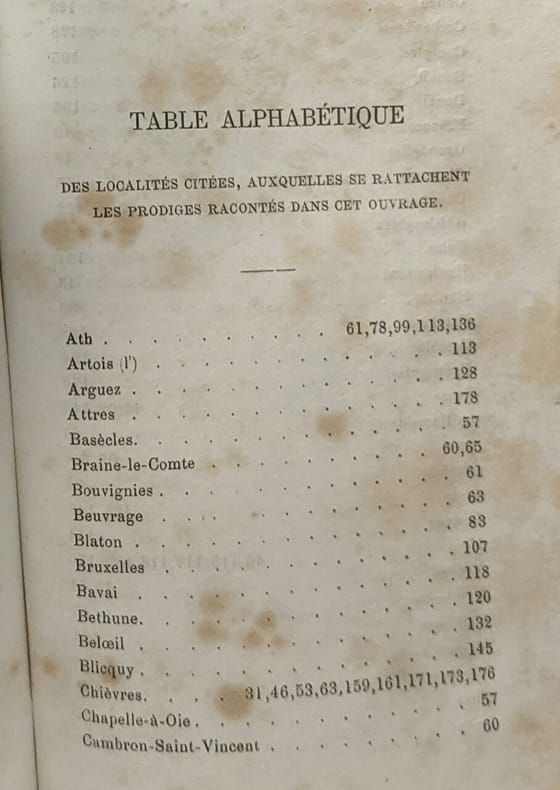 TABLE ALPHABÉTIQUE
DES LOCALITÉS CITÉES, AUXQUELLES SE RATTACHENT
LES PRODIGES RACONTÉS DANS CET OUVRAGE.
Ath . . . . . . . . . 61,78,99,113,136
Artois (l') . . . . . . . . . . . 113
Arguez . . . . . . . . . . . . 128
Attres . . . . . . . . . . . . 178
Basècles. . . . . . . . . . . . 57
Braine-le-Comte . . . . . . . . . 60,65
Bouvignies . . . . . . . . . . . 61
Beuvrage . . . . . . . . . . . 63
Blaton . . . . . . . . . . . . 83
Bruxelles . . . . . . . . . . . 107
Bavai . . . . . . . . . . . . 118
Bethune. . . . . . . . . . . . 120
Belœil . . . . . . . . . . . . 132
Blicquy . . . . . . . . . . . . 145
Chièvres. . . . 31,46,53,63,159,161,171,173,176
Chapelle-à-Oie . . . . . . . . . . 57
Cambron-Saint-Vincent . . . . . . . . 60